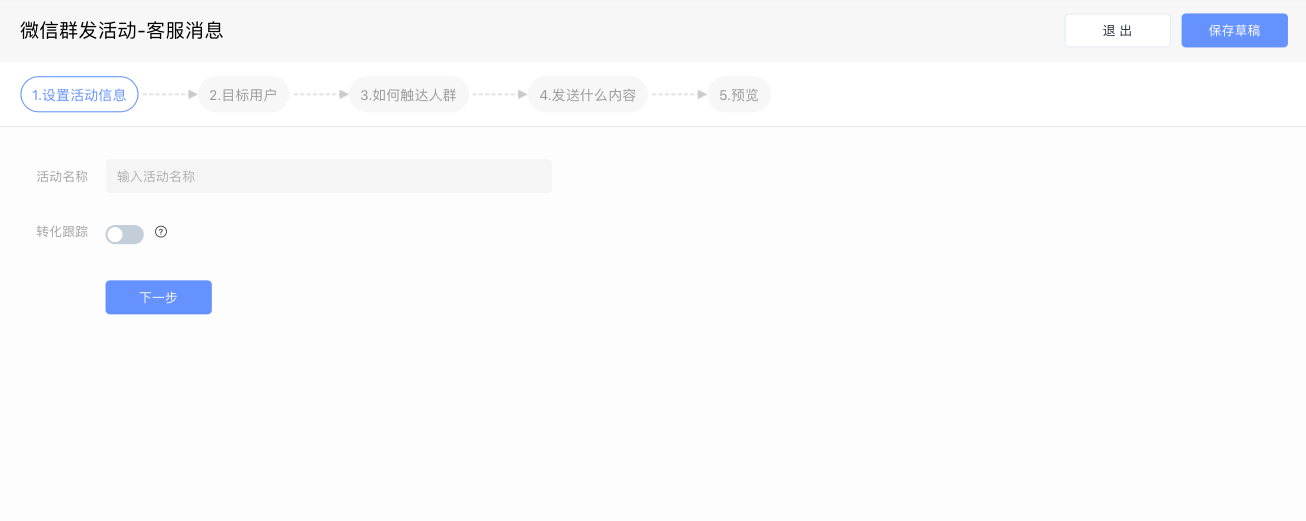 微信群发活动-客服消息
退 出
保存草稿
1.设置活动信息
2.目标用户
3.如何触达人群
4.发送什么内容
5.预览
活动名称
输入活动名称
转化跟踪
?
下一步